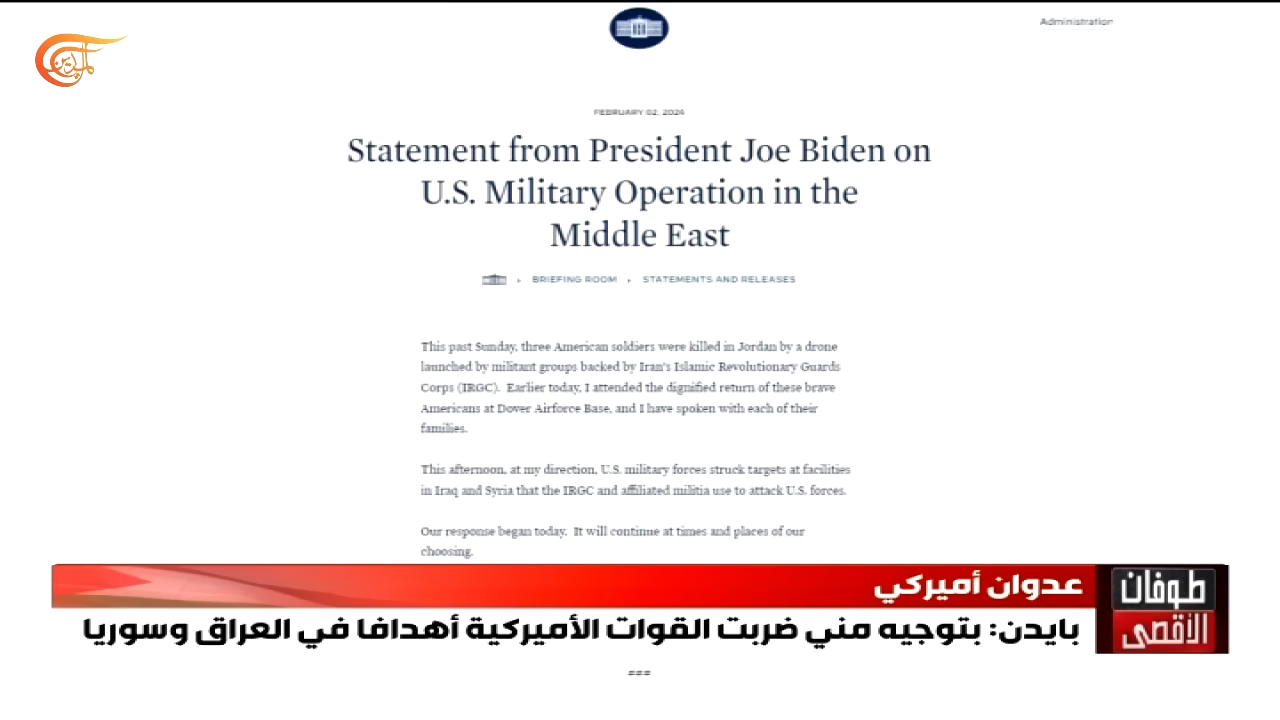 Administration
الميادين
FEBRUARY 02, 2024
Statement from President Joe Biden on
U.S. Military Operation in the
Middle East
BRIEFING ROOM
STATEMENTS AND RELEASES
This past Sunday, three American soldiers were killed in Jordan by a drone
launched by militant groups backed by Iran's Islamic Revolutionary Guards
Corps (IRGC). Earlier today, I attended the dignified return of these brave
Americans at Dover Airforce Base, and I have spoken with each of their
families.
This afternoon, at my direction, U.S. military forces struck targets at facilities
in Iraq and Syria that the IRGC and affiliated militia use to attack U.S. forces.
Our response began today. It will continue at times and places of our
choosing.
عدوان أميركي
طوفان
الأقصى
بايدن: بتوجيه مني ضربت القوات الأميركية أهدافا في العراق وسوريا
###